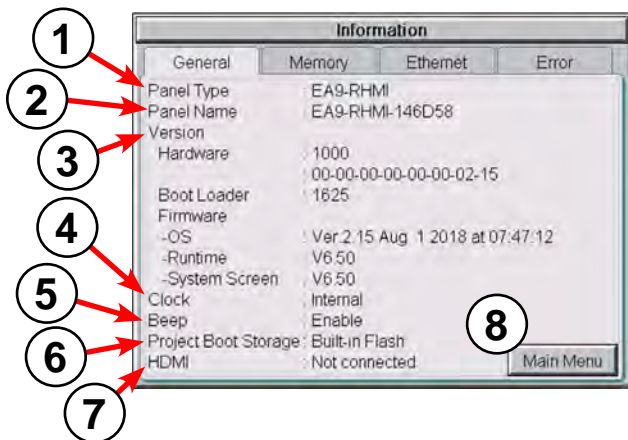 Information
General Memory Ethernet Error
1 Panel Type : EA9-RHMI
2 Panel Name : EA9-RHMI-146D58
3 Version
Hardware : 1000
: 00-00-00-00-00-00-02-15
Boot Loader : 1625
Firmware
-OS : Ver.2.15 Aug 1 2018 at 07:47:12
-Runtime : V6.50
-System Screen : V6.50
4 Clock : Internal
5 Beep : Enable
6 Project Boot Storage : Built-in Flash
7 HDMI : Not connected
8 Main Menu